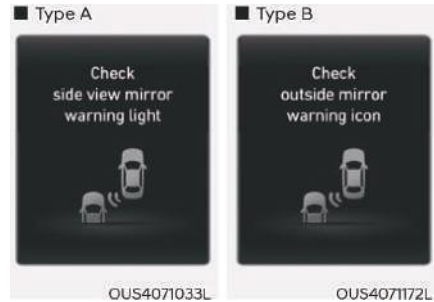 ■ Type A
Check
side view mirror
warning light
OUS4071033L
■ Type B
Check
outside mirror
warning icon
OUS4071172L